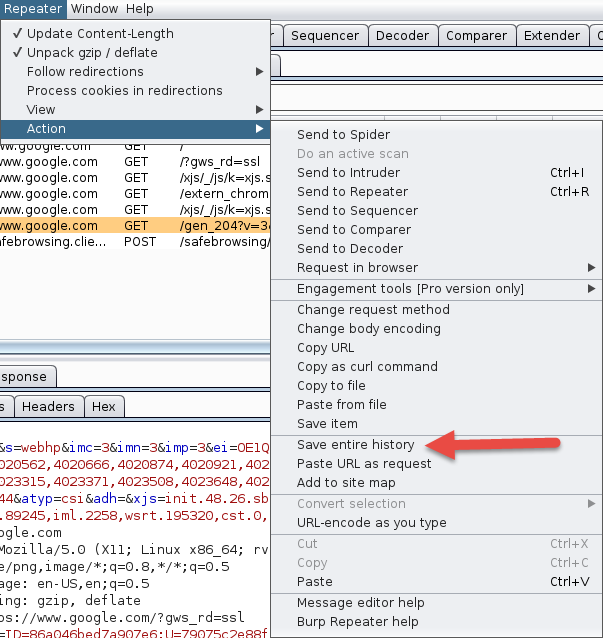 Repeater Window Help
✓ Update Content-Length
✓ Unpack gzip / deflate
Follow redirections
Process cookies in redirections
View
Action
Sequencer Decoder Comparer Extender
www.google.com GET /
www.google.com GET /?gws_rd=ssl
www.google.com GET /xjs/_/js/k=xjs.s
www.google.com GET /extern_chrom
www.google.com GET /xjs/_/js/k=xjs.s
www.google.com GET /gen_204?v=3&
afebrowsing.clie... POST /safebrowsing/
Send to Spider
Do an active scan
Send to Intruder Ctrl+I
Send to Repeater Ctrl+R
Send to Sequencer
Send to Comparer
Send to Decoder
Request in browser
Engagement tools [Pro version only]
Change request method
Change body encoding
Copy URL
Copy as curl command
Copy to file
Paste from file
Save item
Save entire history
Paste URL as request
Add to site map
Convert selection
URL-encode as you type
Cut Ctrl+X
Copy Ctrl+C
Paste Ctrl+V
Message editor help
Burp Repeater help
sponse
s Headers Hex
&s=webhp&imc=3&imn=3&imp=3&ei=OE1Q
020562,4020666,4020874,4020921,402
023315,4023371,4023508,4023648,402
44&atyp=csi&adh=&xjs=init.48.26.sb
.89245,iml.2258,wsrt.195320,cst.0,
ogle.com
Mozilla/5.0 (X11; Linux x86_64; rv
e/png,image/*;q=0.8,*/*;q=0.5
age: en-US,en;q=0.5
ing: gzip, deflate
ps://www.google.com/?gws_rd=ssl
=ID=86a046bed7a907e6:U=79075c2e88f